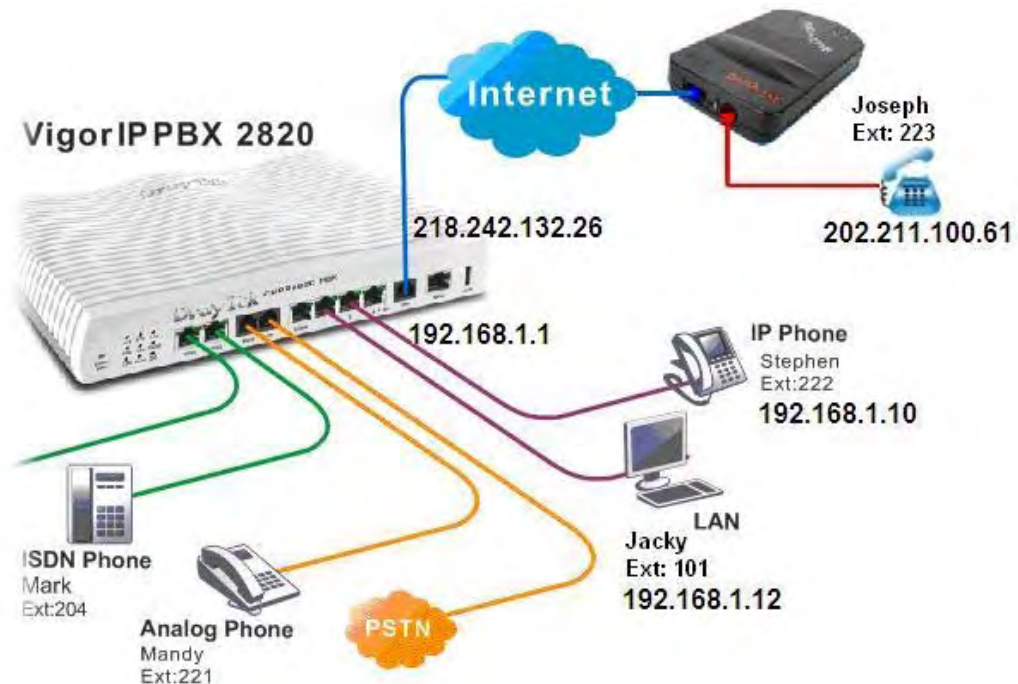 VigorIPPBX 2820
Internet
Joseph
Ext: 223
202.211.100.61
218.242.132.26
192.168.1.1
DrayTek
IP Phone
Stephen
Ext:222
192.168.1.10
LAN
Jacky
Ext: 101
192.168.1.12
ISDN Phone
Mark
Ext:204
Analog Phone
Mandy
Ext:221
PSTN